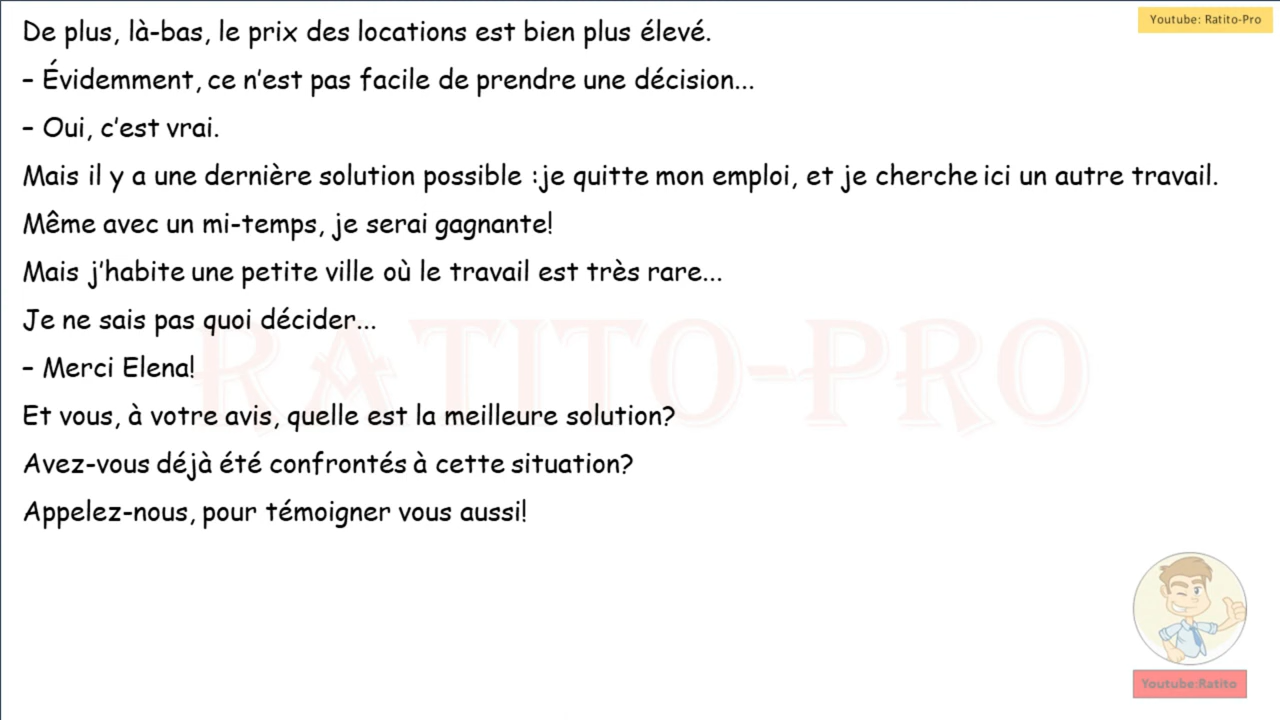 Youtube: Ratito-Pro
De plus, là-bas, le prix des locations est bien plus élevé.
– Évidemment, ce n’est pas facile de prendre une décision...
– Oui, c’est vrai.
Mais il y a une dernière solution possible :je quitte mon emploi, et je cherche ici un autre travail.
Même avec un mi-temps, je serai gagnante!
Mais j’habite une petite ville où le travail est très rare...
Je ne sais pas quoi décider...
RATITO-PRO
– Merci Elena!
Et vous, à votre avis, quelle est la meilleure solution?
Avez-vous déjà été confrontés à cette situation?
Appelez-nous, pour témoigner vous aussi!
Youtube:Ratito